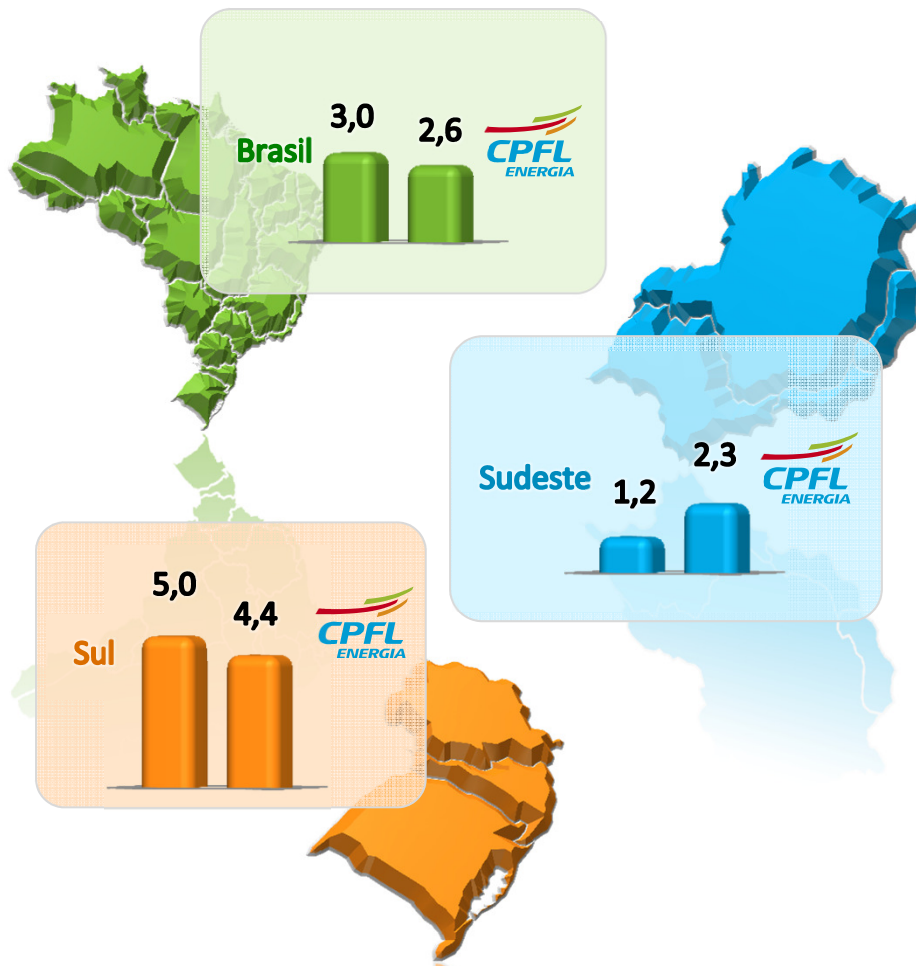 3,0
2,6
Brasil
CPFL
ENERGIA
2,3
Sudeste
1,2
CPFL
ENERGIA
5,0
4,4
Sul
CPFL
ENERGIA